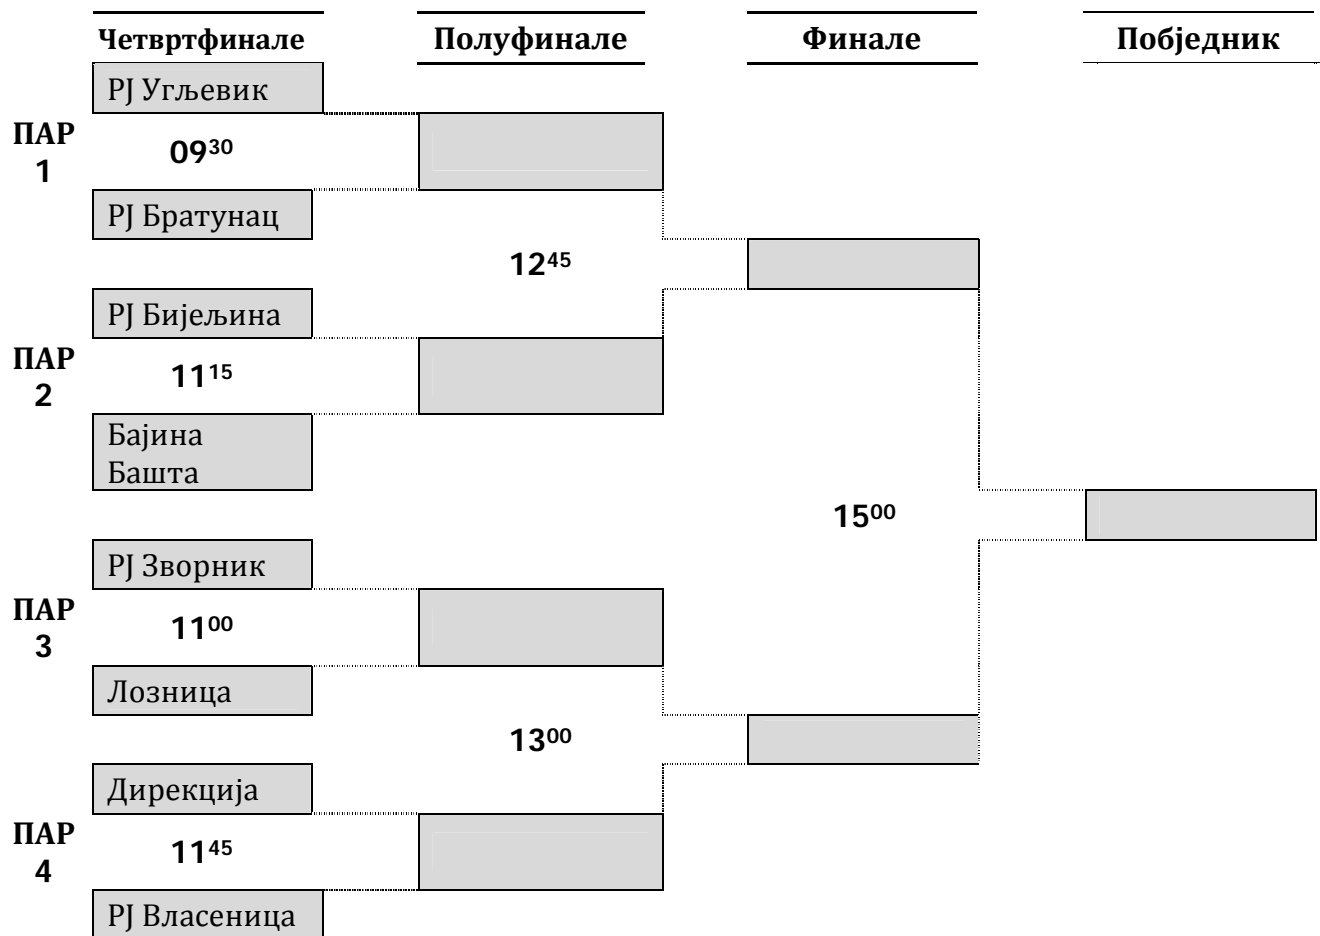 Четвртфинале Полуфинале Финале Побједник
РЈ Угљевик
ПАР
1
09³⁰
РЈ Братунац
12⁴⁵
РЈ Бијељина
ПАР
2
11¹⁵
Бајина
Башта
15⁰⁰
РЈ Зворник
ПАР
3
11⁰⁰
Лозница
13⁰⁰
Дирекција
ПАР
4
11⁴⁵
РЈ Власеница